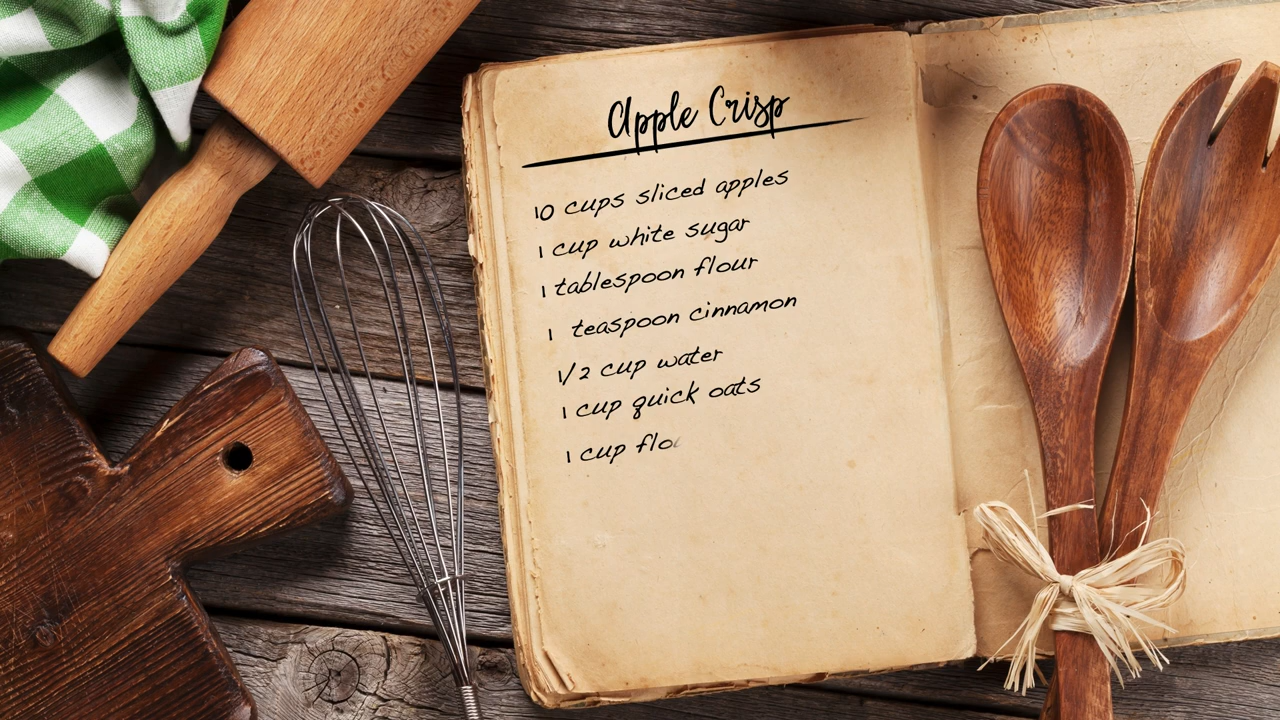 Apple Crisp
10 cups sliced apples
1 cup white sugar
1 tablespoon flour
1 teaspoon cinnamon
1/2 cup water
1 cup quick oats
1 cup flo